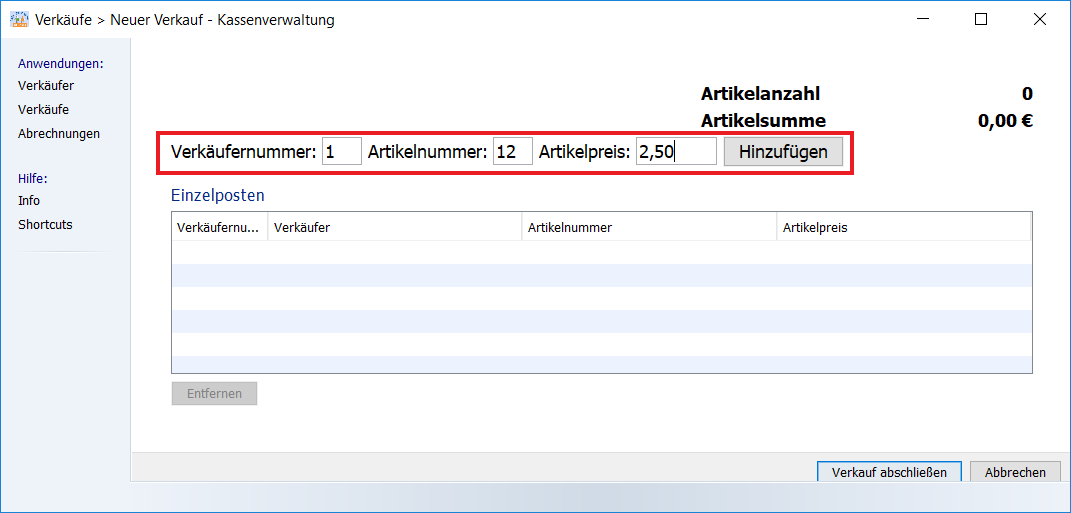 Verkäufe > Neuer Verkauf - Kassenverwaltung
Anwendungen:
Verkäufer
Verkäufe
Abrechnungen
Hilfe:
Info
Shortcuts
Artikelanzahl 0
Artikelsumme 0,00 €
Verkäufernummer: 1 Artikelnummer: 12 Artikelpreis: 2,50 Hinzufügen
Einzelposten
Verkäufernu... Verkäufer Artikelnummer Artikelpreis
Entfernen
Verkauf abschließen Abbrechen